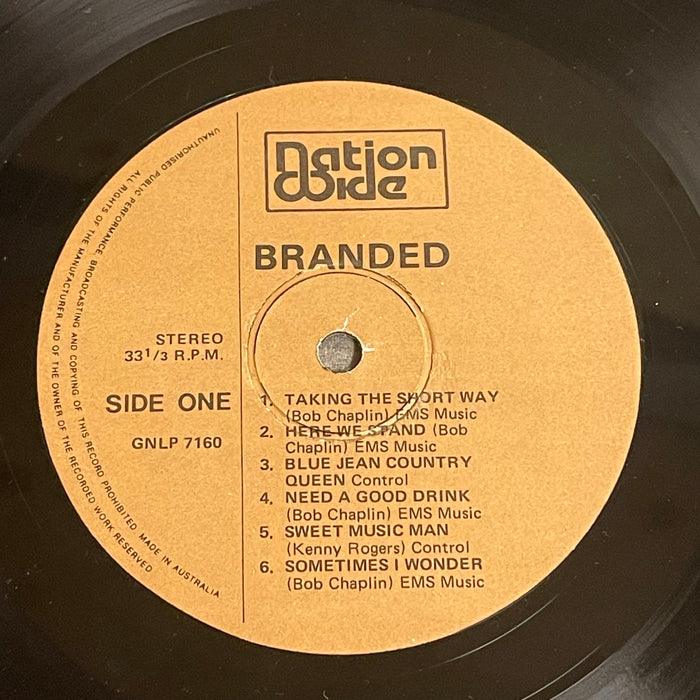 Nation
Wide
BRANDED
STEREO
33 1/3 R.P.M.
SIDE ONE
GNLP 7160
1. TAKING THE SHORT WAY
(Bob Chaplin) EMS Music
2. HERE WE STAND (Bob
Chaplin) EMS Music
3. BLUE JEAN COUNTRY
QUEEN Control
4. NEED A GOOD DRINK
(Bob Chaplin) EMS Music
5. SWEET MUSIC MAN
(Kenny Rogers) Control
6. SOMETIMES I WONDER
(Bob Chaplin) EMS Music
UNAUTHORISED PUBLIC PERFORMANCE, BROADCASTING AND COPYING OF THIS RECORD PROHIBITED. MADE IN AUSTRALIA
ALL RIGHTS OF THE MANUFACTURER AND OF THE OWNER OF THE RECORDED WORK RESERVED